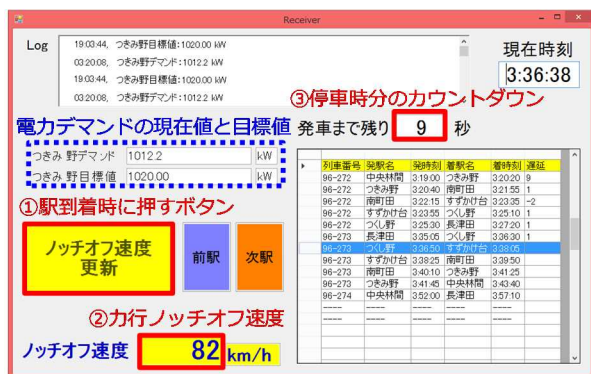 Receiver
Log
19:03:44, つきみ野目標値:1020.00 kW
03:20:08, つきみ野デマンド:1012.2 kW
19:03:44, つきみ野目標値:1020.00 kW
03:20:08, つきみ野デマンド:1012.2 kW
現在時刻
3:36:38
③停車時分のカウントダウン
電力デマンドの現在値と目標値
発車まで残り 9 秒
つきみ 野デマンド 1012.2 kW
つきみ 野目標値 1020.00 kW
①駅到着時に押すボタン
ノッチオフ速度
更新
前駅
次駅
②力行ノッチオフ速度
ノッチオフ速度 82 km/h
列車番号 発駅名 発時刻 着駅名 着時刻 遅延
96-272 中央林間 3:19:00 つきみ野 3:20:20 9
96-272 つきみ野 3:20:40 南町田 3:21:55 1
96-272 南町田 3:22:15 すずかけ台 3:23:35 -2
96-272 すずかけ台 3:23:55 つくし野 3:25:10 1
96-272 つくし野 3:25:30 長津田 3:27:20 1
96-273 長津田 3:35:05 つくし野 3:36:30 1
96-273 つくし野 3:36:50 すずかけ台 3:38:05
96-273 すずかけ台 3:38:25 南町田 3:39:50
96-273 南町田 3:40:10 つきみ野 3:41:25
96-273 つきみ野 3:41:45 中央林間 3:43:40
96-274 中央林間 3:52:00 長津田 3:57:10
---- ---- ---- ---- ----
---- ---- ---- ---- ----